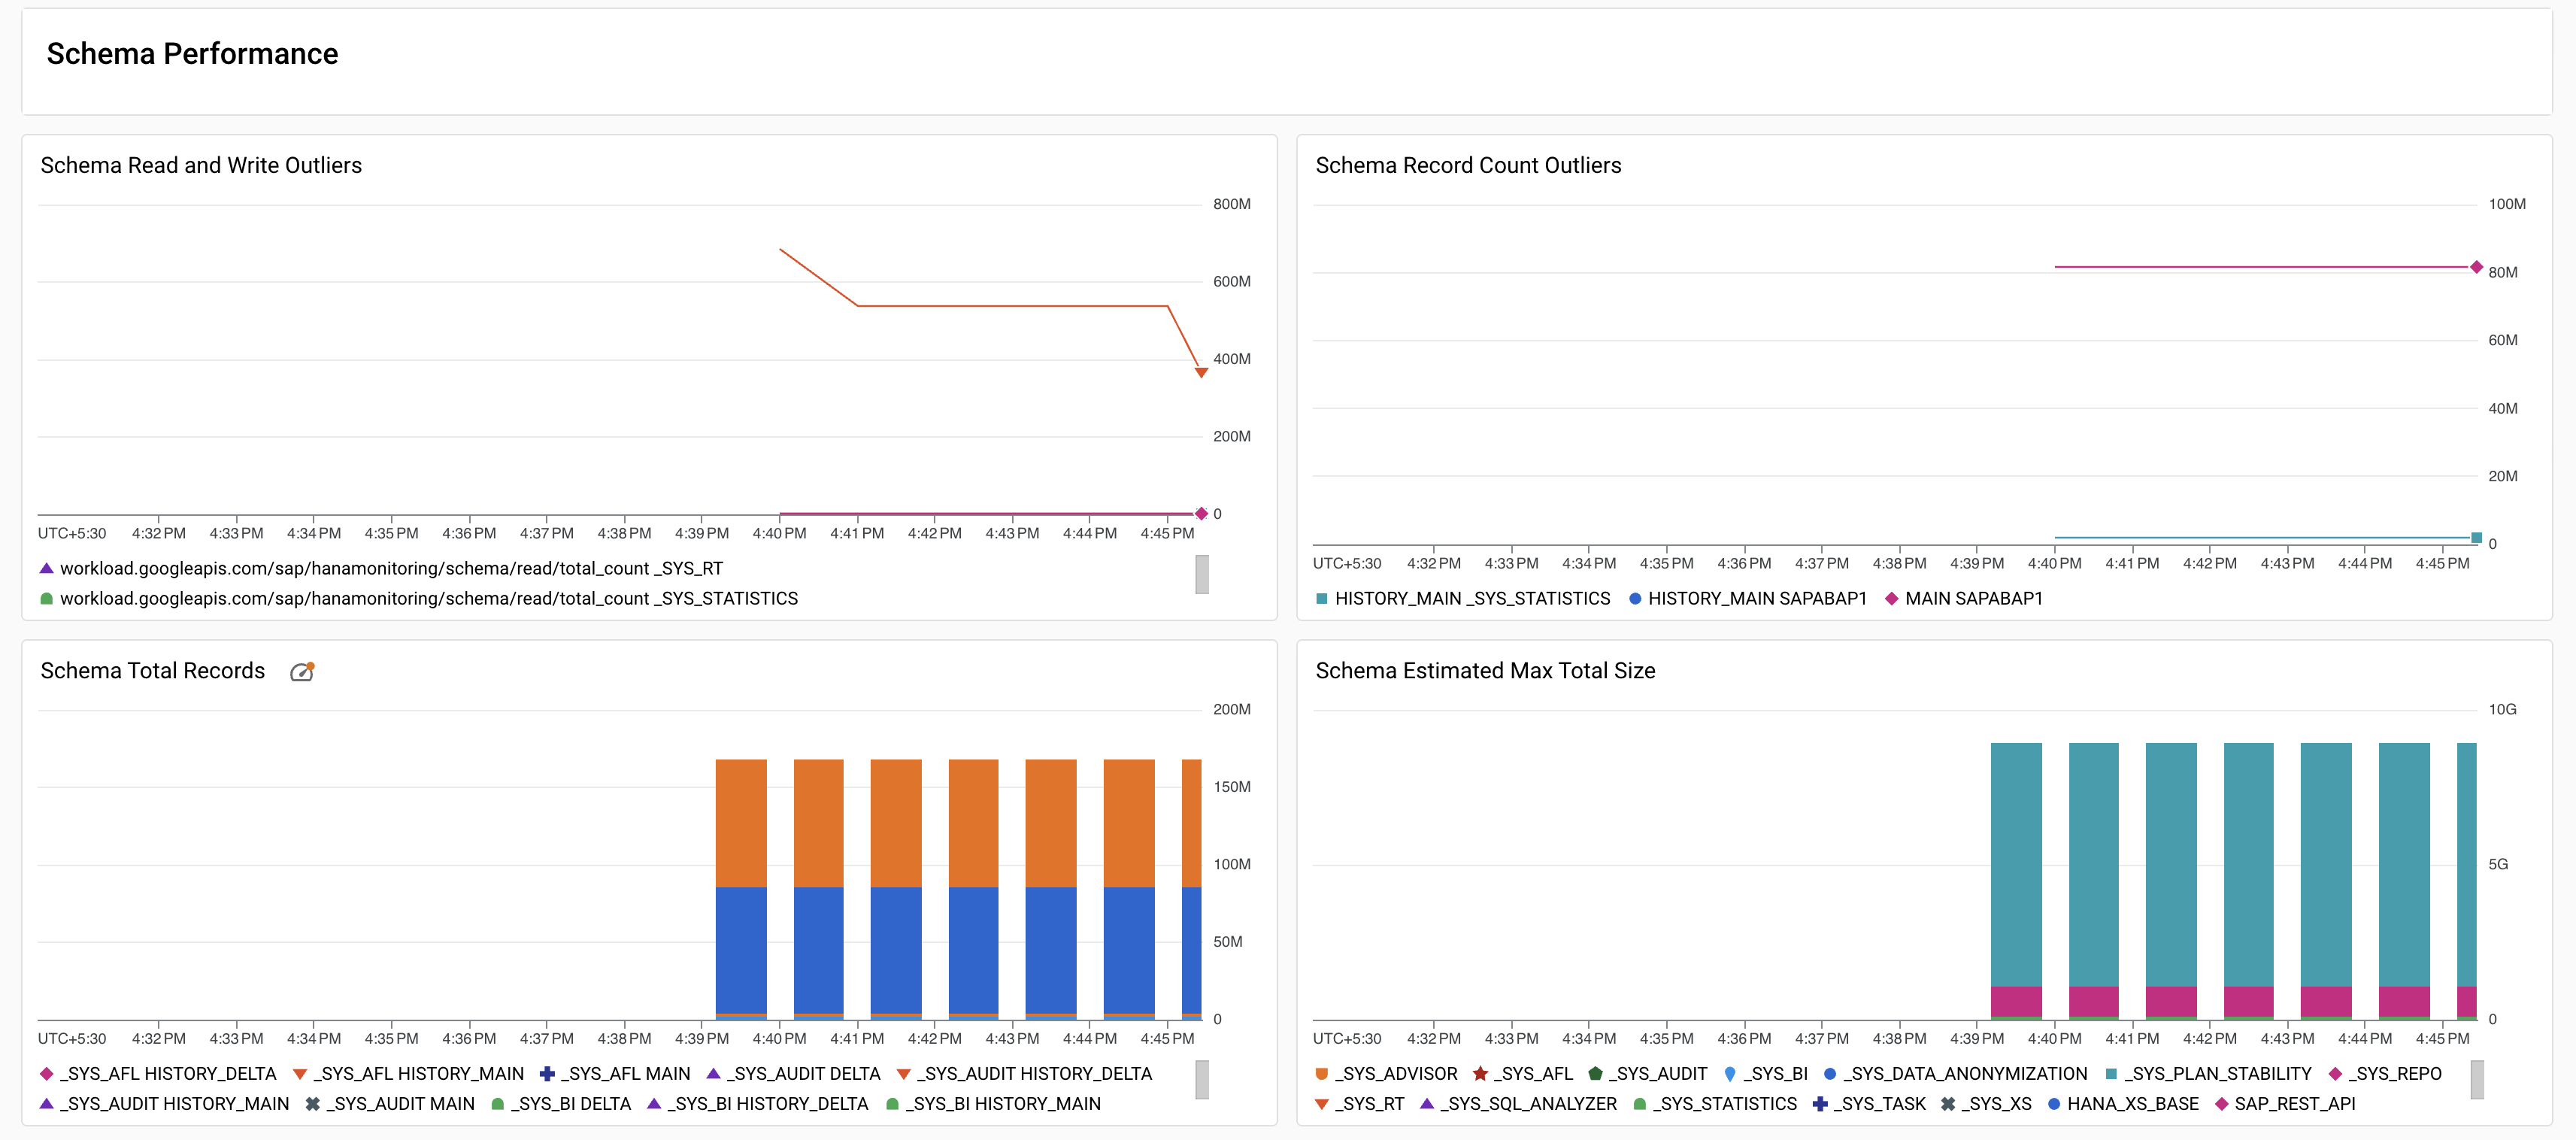 Schema Performance
Schema Read and Write Outliers
800M
600M
400M
200M
0
UTC+5:30 4:32 PM 4:33 PM 4:34 PM 4:35 PM 4:36 PM 4:37 PM 4:38 PM 4:39 PM 4:40 PM 4:41 PM 4:42 PM 4:43 PM 4:44 PM 4:45 PM
workload.googleapis.com/sap/hanamonitoring/schema/read/total_count _SYS_RT
workload.googleapis.com/sap/hanamonitoring/schema/read/total_count _SYS_STATISTICS
Schema Record Count Outliers
100M
80M
60M
40M
20M
0
UTC+5:30 4:32 PM 4:33 PM 4:34 PM 4:35 PM 4:36 PM 4:37 PM 4:38 PM 4:39 PM 4:40 PM 4:41 PM 4:42 PM 4:43 PM 4:44 PM 4:45 PM
HISTORY_MAIN _SYS_STATISTICS HISTORY_MAIN SAPABAP1 MAIN SAPABAP1
Schema Total Records
200M
150M
100M
50M
0
UTC+5:30 4:32 PM 4:33 PM 4:34 PM 4:35 PM 4:36 PM 4:37 PM 4:38 PM 4:39 PM 4:40 PM 4:41 PM 4:42 PM 4:43 PM 4:44 PM 4:45 PM
_SYS_AFL HISTORY_DELTA _SYS_AFL HISTORY_MAIN _SYS_AFL MAIN _SYS_AUDIT DELTA _SYS_AUDIT HISTORY_DELTA
_SYS_AUDIT HISTORY_MAIN _SYS_AUDIT MAIN _SYS_BI DELTA _SYS_BI HISTORY_DELTA _SYS_BI HISTORY_MAIN
Schema Estimated Max Total Size
10G
5G
0
UTC+5:30 4:32 PM 4:33 PM 4:34 PM 4:35 PM 4:36 PM 4:37 PM 4:38 PM 4:39 PM 4:40 PM 4:41 PM 4:42 PM 4:43 PM 4:44 PM 4:45 PM
_SYS_ADVISOR _SYS_AFL _SYS_AUDIT _SYS_BI _SYS_DATA_ANONYMIZATION _SYS_PLAN_STABILITY _SYS_REPO
_SYS_RT _SYS_SQL_ANALYZER _SYS_STATISTICS _SYS_TASK _SYS_XS HANA_XS_BASE SAP_REST_API